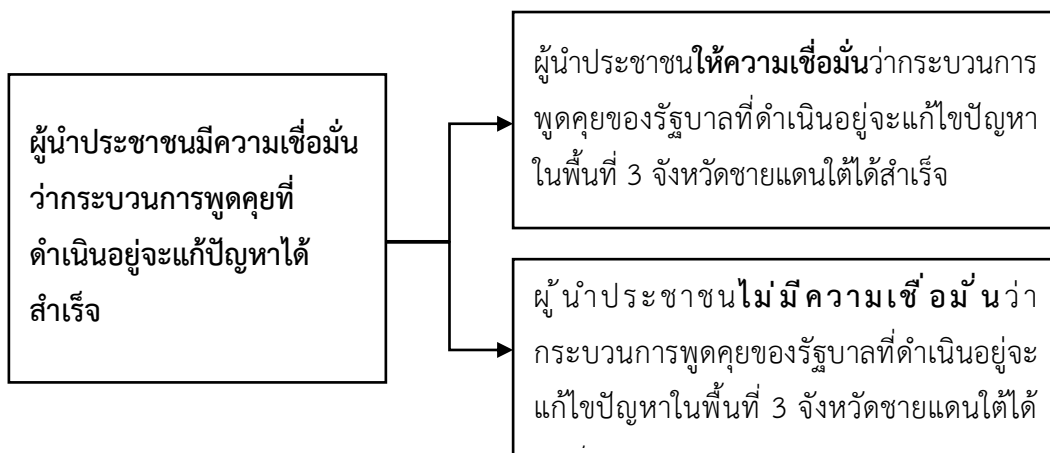 ผู้นำประชาชนมีความเชื่อมั่น
ว่ากระบวนการพูดคุยที่
ดำเนินอยู่จะแก้ปัญหาได้
สำเร็จ
ผู้นำประชาชนให้ความเชื่อมั่นว่ากระบวนการ
พูดคุยของรัฐบาลที่ดำเนินอยู่จะแก้ไขปัญหา
ในพื้นที่ 3 จังหวัดชายแดนใต้ได้สำเร็จ
ผู้นำประชาชนไม่มีความเชื่อมั่นว่า
กระบวนการพูดคุยของรัฐบาลที่ดำเนินอยู่จะ
แก้ไขปัญหาในพื้นที่ 3 จังหวัดชายแดนใต้ได้